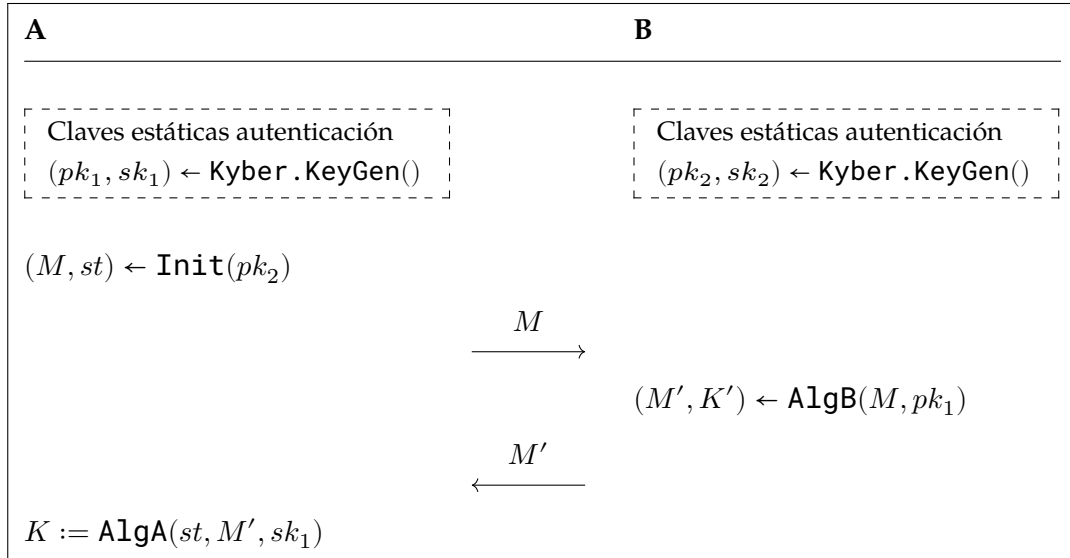 A B
Claves estáticas autenticación Claves estáticas autenticación
(pk₁, sk₁) ← Kyber.KeyGen() (pk₂, sk₂) ← Kyber.KeyGen()
(M, st) ← Init(pk₂)
M
(M′, K′) ← AlgB(M, pk₁)
M′
K := AlgA(st, M′, sk₁)